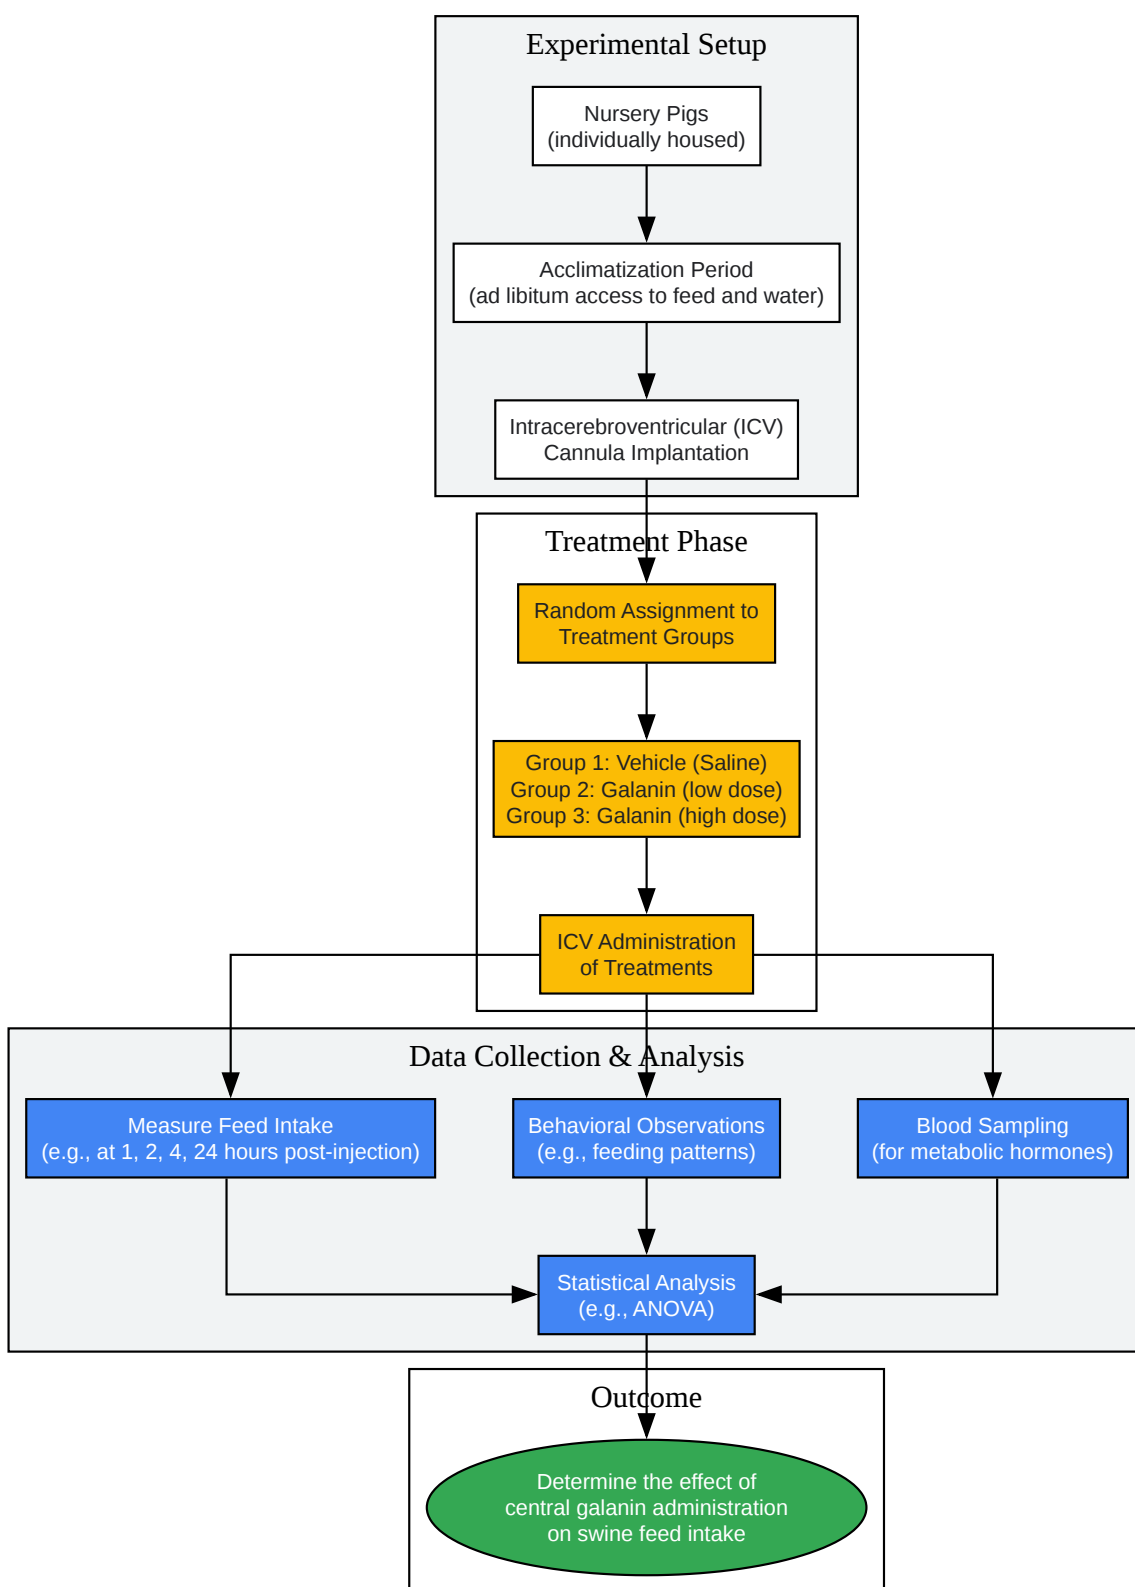 Experimental Setup
Nursery Pigs
(individually housed)
Acclimatization Period
(ad libitum access to feed and water)
Intracerebroventricular (ICV)
Cannula Implantation
Treatment Phase
Random Assignment to
Treatment Groups
Group 1: Vehicle (Saline)
Group 2: Galanin (low dose)
Group 3: Galanin (high dose)
ICV Administration
of Treatments
Data Collection & Analysis
Measure Feed Intake
(e.g., at 1, 2, 4, 24 hours post-injection)
Behavioral Observations
(e.g., feeding patterns)
Blood Sampling
(for metabolic hormones)
Statistical Analysis
(e.g., ANOVA)
Outcome
Determine the effect of
central galanin administration
on swine feed intake